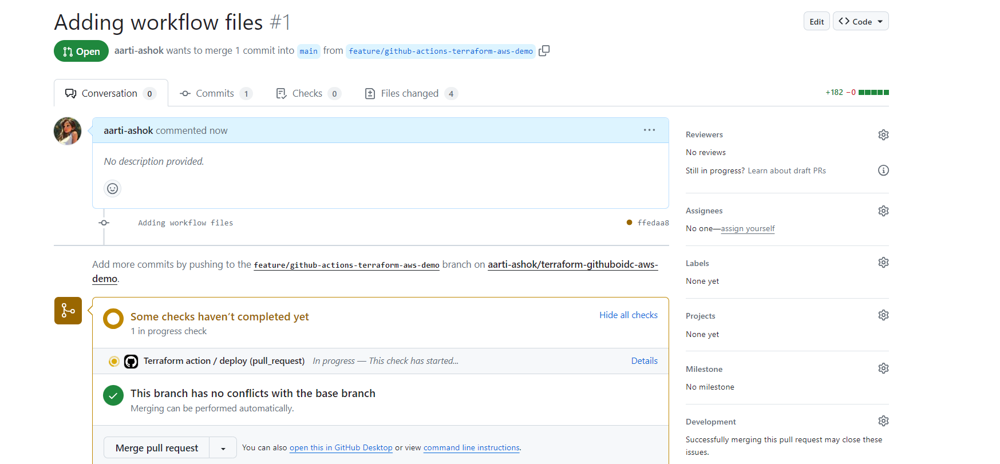 Adding workflow files #1
Edit
<> Code
Open
aarti-ashok wants to merge 1 commit into main from feature/github-actions-terraform-aws-demo
Conversation 0
Commits 1
Checks 0
Files changed 4
+182 −0
aarti-ashok commented now
No description provided.
Adding workflow files
ffedaa8
Add more commits by pushing to the feature/github-actions-terraform-aws-demo branch on aarti-ashok/terraform-githuboidc-aws-
demo.
Some checks haven’t completed yet
Hide all checks
1 in progress check
Terraform action / deploy (pull_request) In progress — This check has started...
Details
This branch has no conflicts with the base branch
Merging can be performed automatically.
Merge pull request
You can also open this in GitHub Desktop or view command line instructions.
Reviewers
No reviews
Still in progress? Learn about draft PRs
Assignees
No one—assign yourself
Labels
None yet
Projects
None yet
Milestone
No milestone
Development
Successfully merging this pull request may close these
issues.